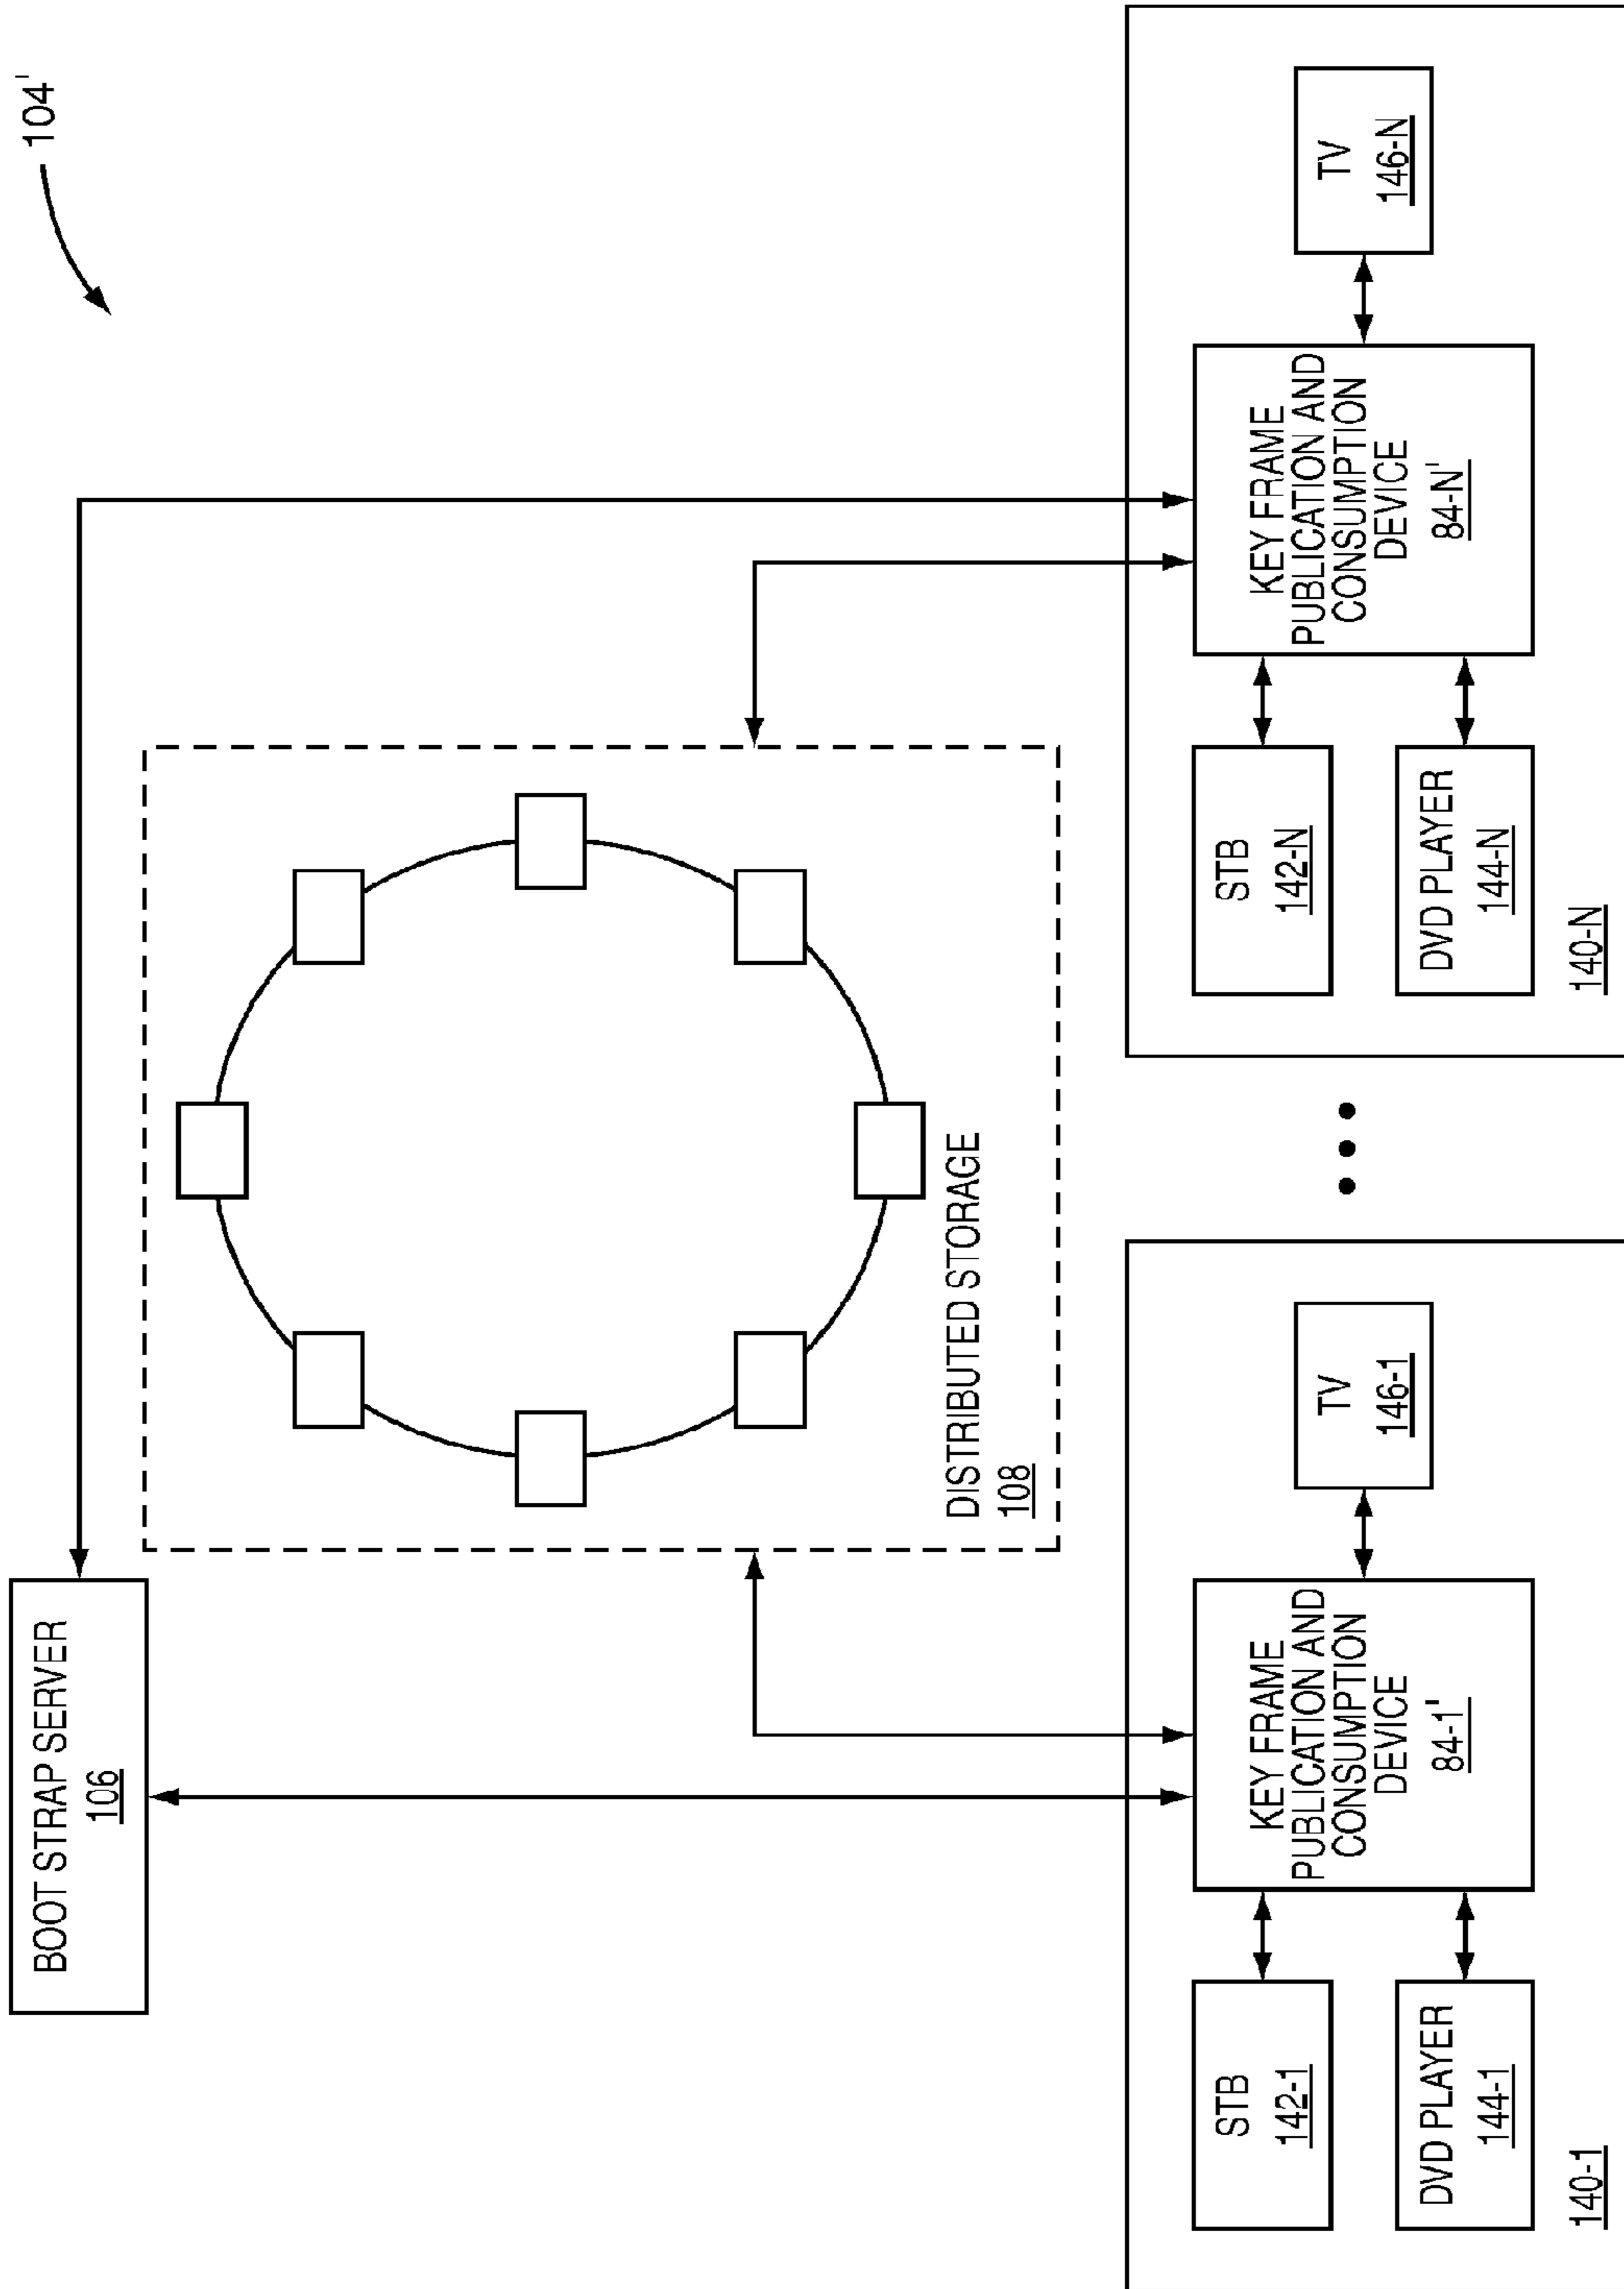 104'
BOOT STRAP SERVER
106
DISTRIBUTED STORAGE
108
STB
142-1
DVD PLAYER
144-1
KEY FRAME
PUBLICATION AND
CONSUMPTION
DEVICE
84-1'
TV
146-1
140-1
STB
142-N
DVD PLAYER
144-N
KEY FRAME
PUBLICATION AND
CONSUMPTION
DEVICE
84-N'
TV
146-N
140-N